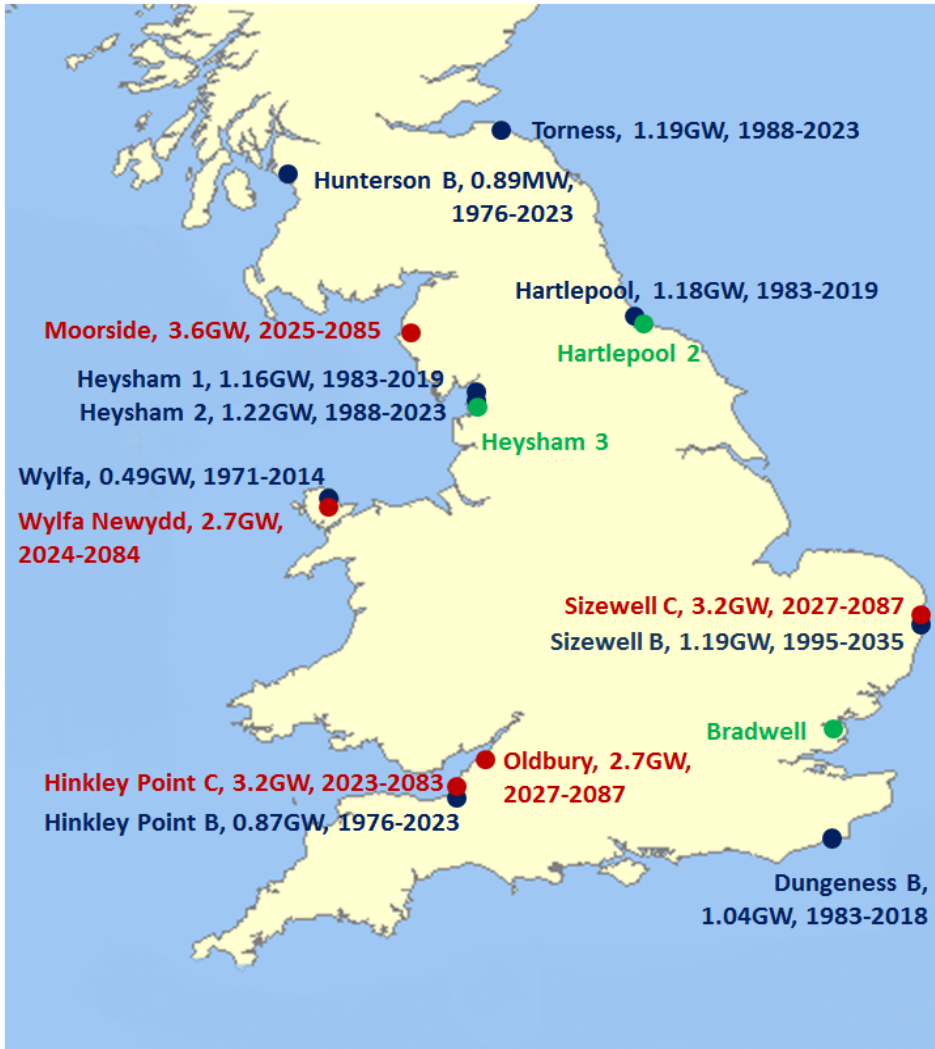 Torness, 1.19GW, 1988-2023
Hunterson B, 0.89MW,
1976-2023
Hartlepool, 1.18GW, 1983-2019
Hartlepool 2
Moorside, 3.6GW, 2025-2085
Heysham 1, 1.16GW, 1983-2019
Heysham 2, 1.22GW, 1988-2023
Heysham 3
Wylfa, 0.49GW, 1971-2014
Wylfa Newydd, 2.7GW,
2024-2084
Sizewell C, 3.2GW, 2027-2087
Sizewell B, 1.19GW, 1995-2035
Bradwell
Oldbury, 2.7GW,
2027-2087
Hinkley Point C, 3.2GW, 2023-2083
Hinkley Point B, 0.87GW, 1976-2023
Dungeness B,
1.04GW, 1983-2018